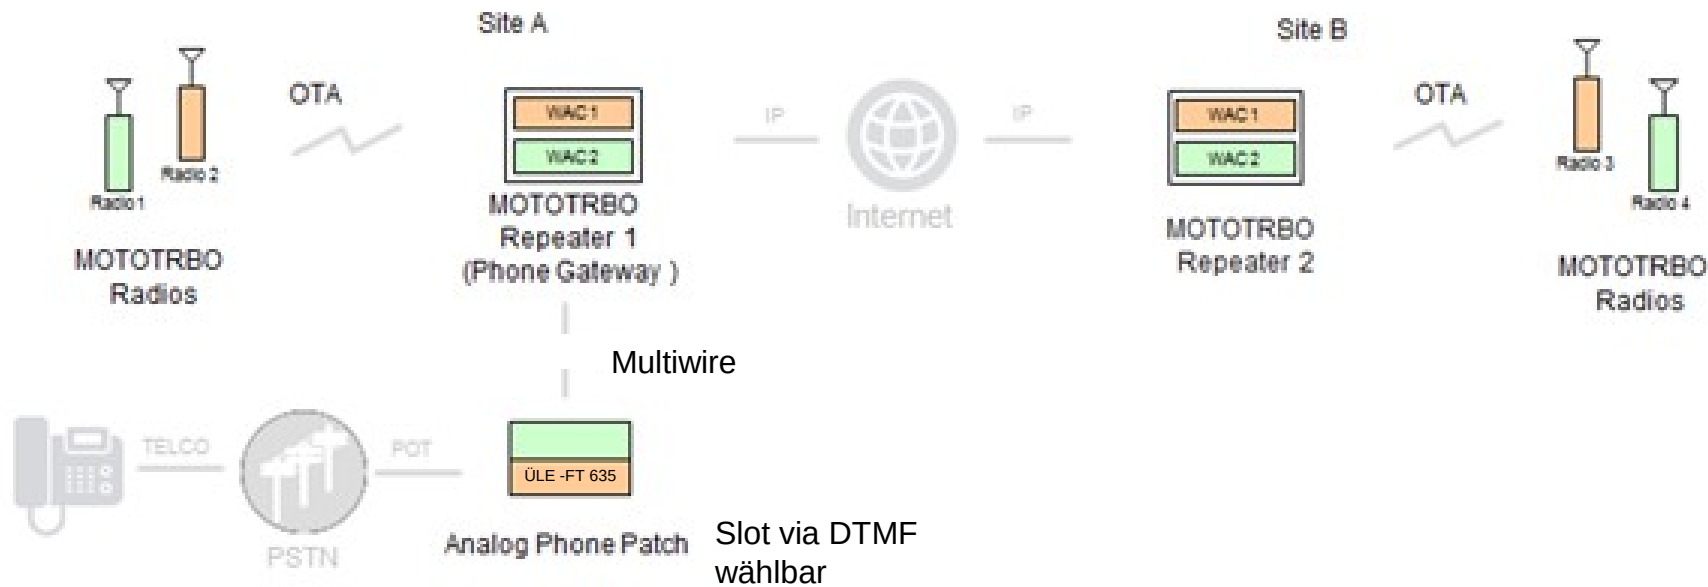 Site A
Site B
OTA
WAC 1
WAC 2
IP
IP
WAC 1
WAC 2
OTA
Radio 1
Radio 2
Radio 3
Radio 4
MOTOTRBO
Radios
MOTOTRBO
Repeater 1
(Phone Gateway )
Internet
MOTOTRBO
Repeater 2
MOTOTRBO
Radios
Multiwire
TELCO
POT
ÜLE -FT 635
PSTN
Analog Phone Patch
Slot via DTMF
wählbar